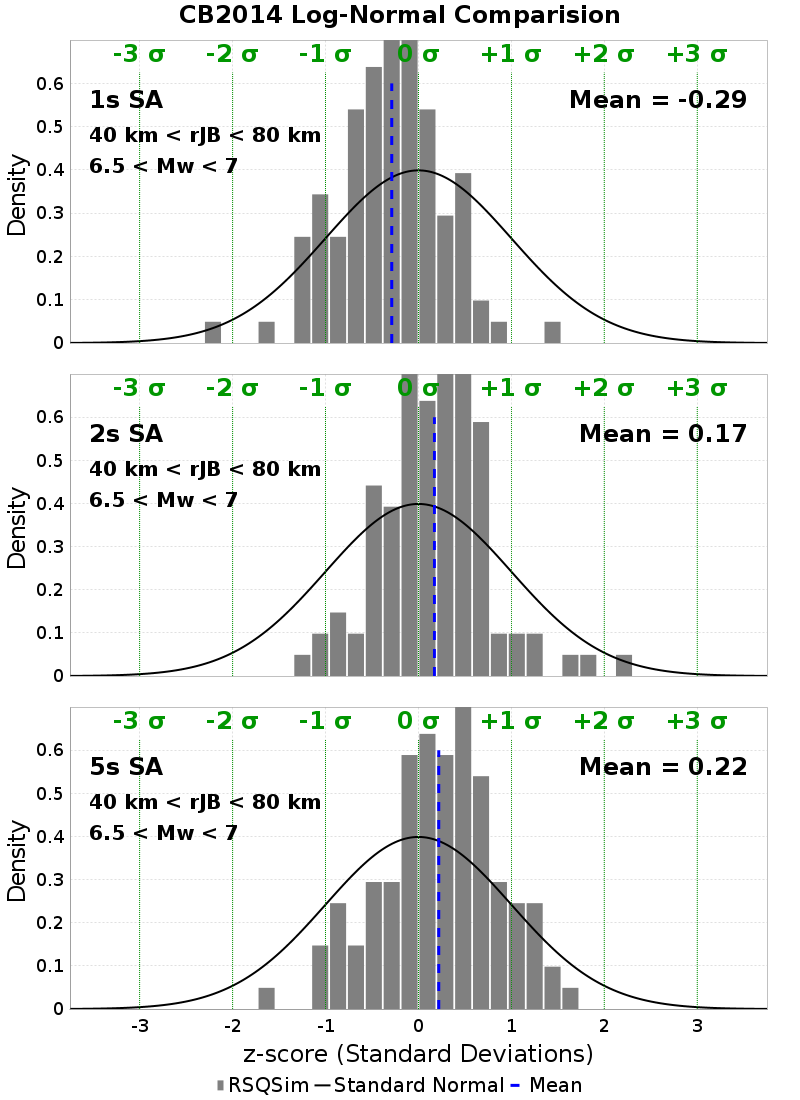 CB2014 Log-Normal Comparision
-3 σ -2 σ -1 σ 0 σ +1 σ +2 σ +3 σ
1s SA Mean = -0.29
40 km < rJB < 80 km
6.5 < Mw < 7
Density
0.6
0.5
0.4
0.3
0.2
0.1
0
-3 σ -2 σ -1 σ 0 σ +1 σ +2 σ +3 σ
2s SA Mean = 0.17
40 km < rJB < 80 km
6.5 < Mw < 7
Density
0.6
0.5
0.4
0.3
0.2
0.1
0
-3 σ -2 σ -1 σ 0 σ +1 σ +2 σ +3 σ
5s SA Mean = 0.22
40 km < rJB < 80 km
6.5 < Mw < 7
Density
0.6
0.5
0.4
0.3
0.2
0.1
0
-3 -2 -1 0 1 2 3
z-score (Standard Deviations)
RSQSim Standard Normal Mean